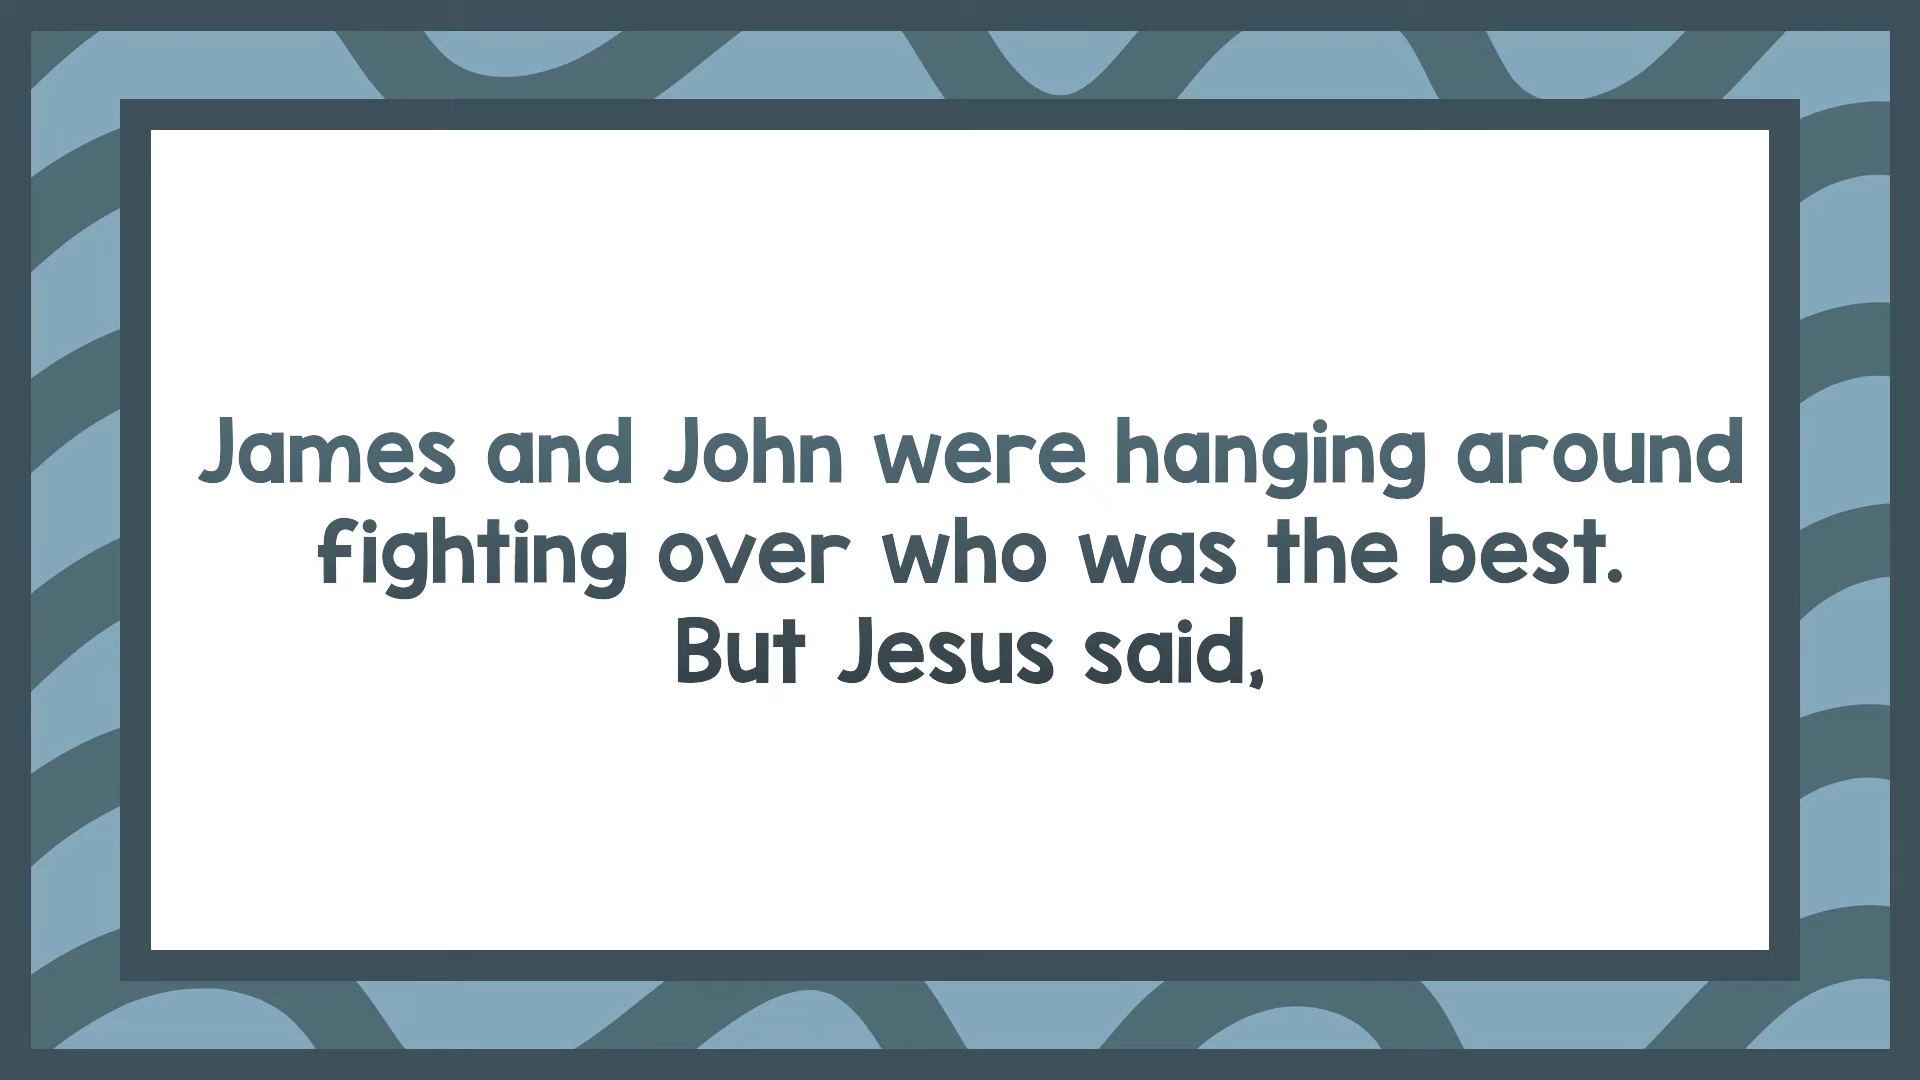 James and John were hanging around
fighting over who was the best.
But Jesus said,